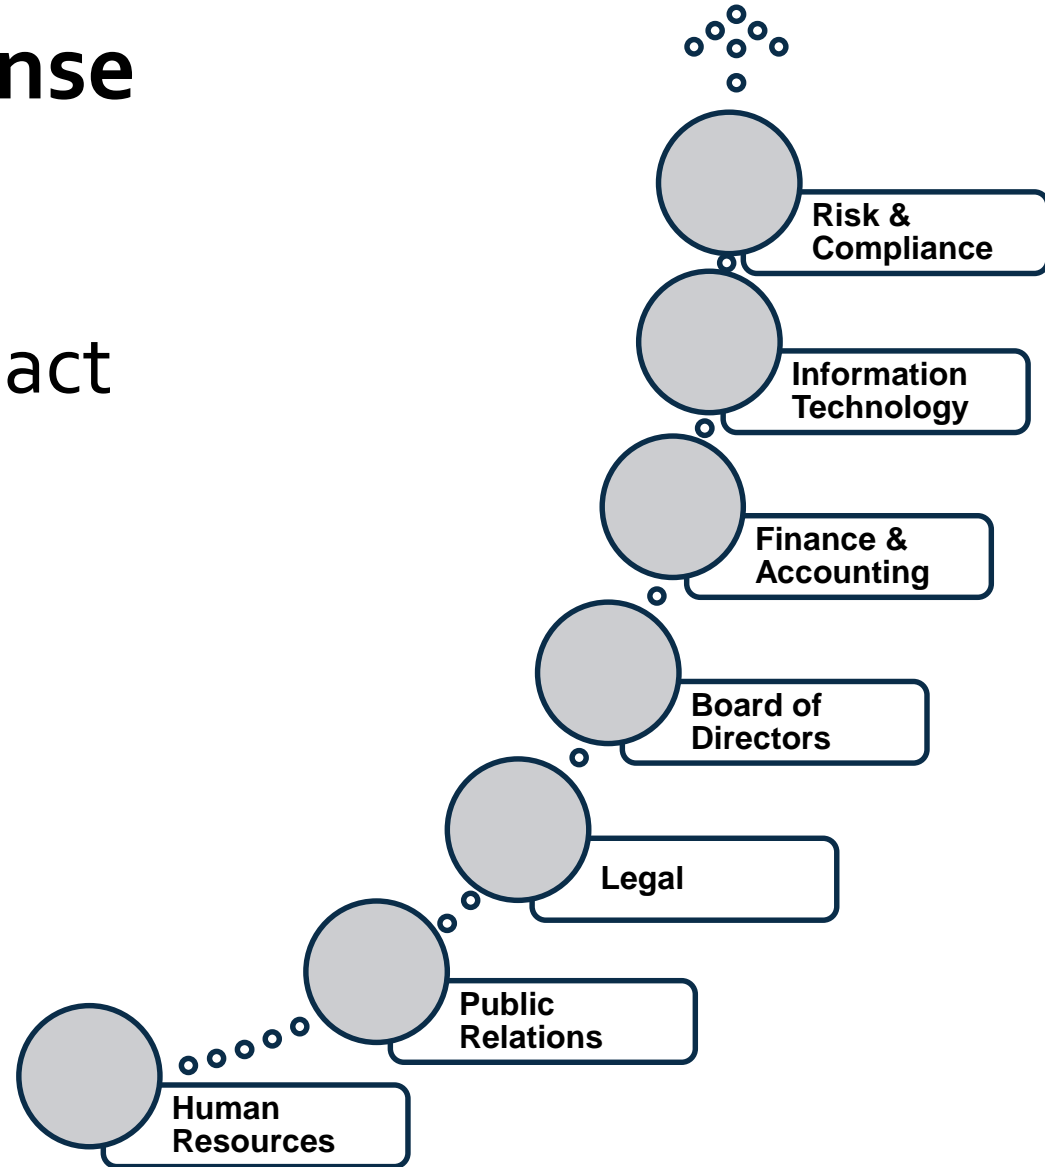 nse
act
Risk &
Compliance
Information
Technology
Finance &
Accounting
Board of
Directors
Legal
Public
Relations
Human
Resources